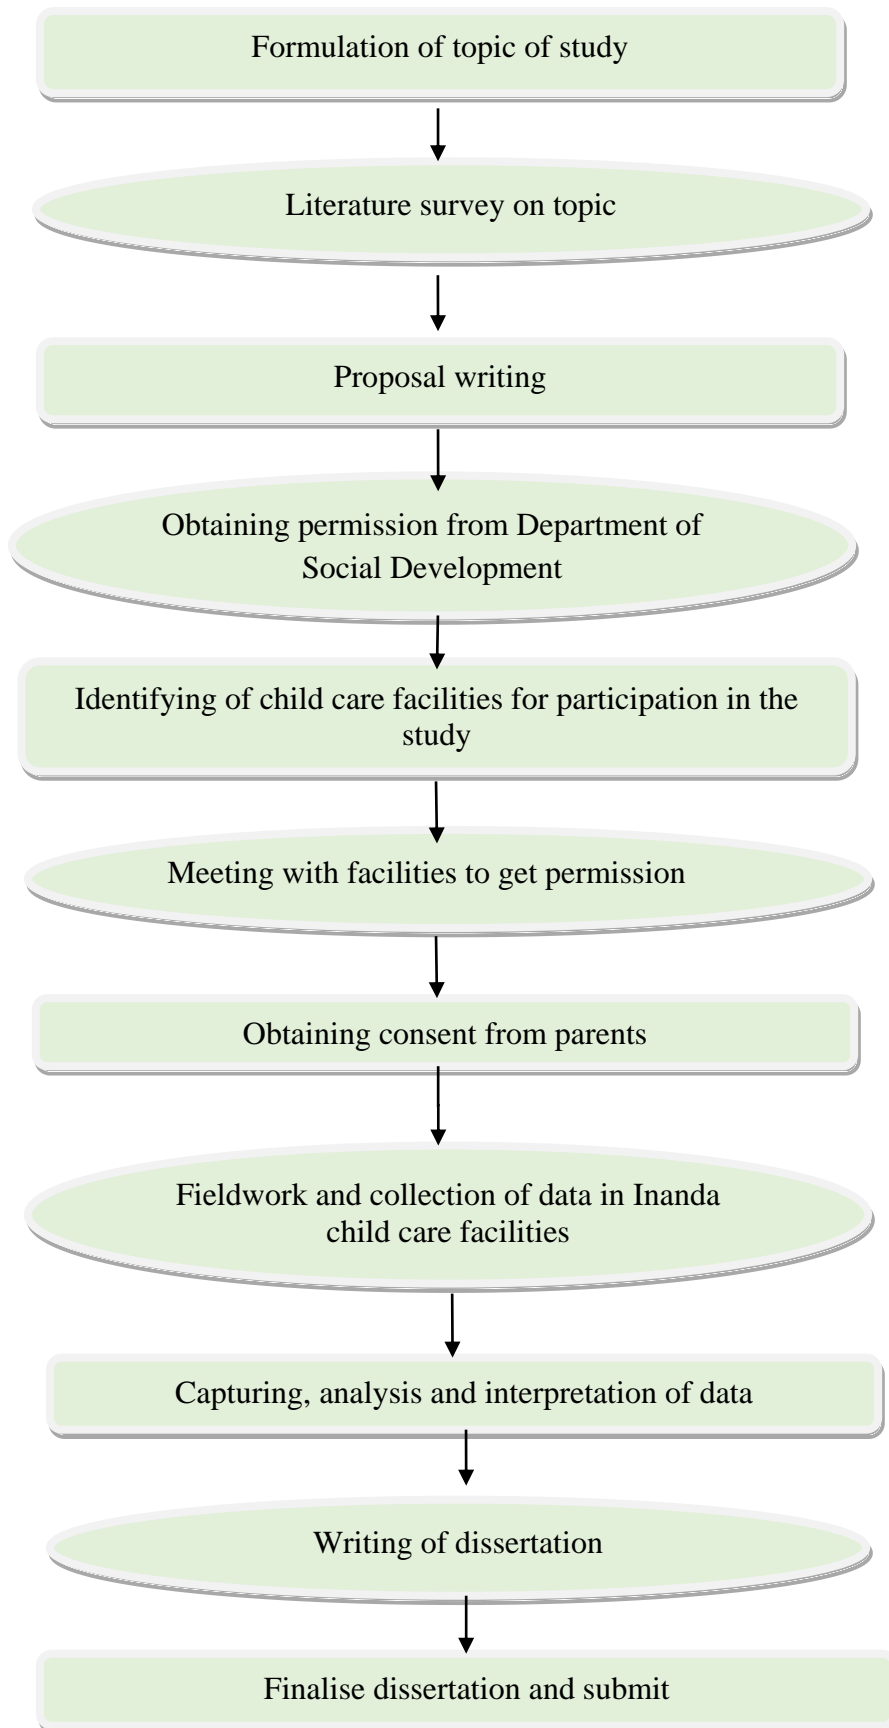 Formulation of topic of study
Literature survey on topic
Proposal writing
Obtaining permission from Department of
Social Development
Identifying of child care facilities for participation in the
study
Meeting with facilities to get permission
Obtaining consent from parents
Fieldwork and collection of data in Inanda
child care facilities
Capturing, analysis and interpretation of data
Writing of dissertation
Finalise dissertation and submit